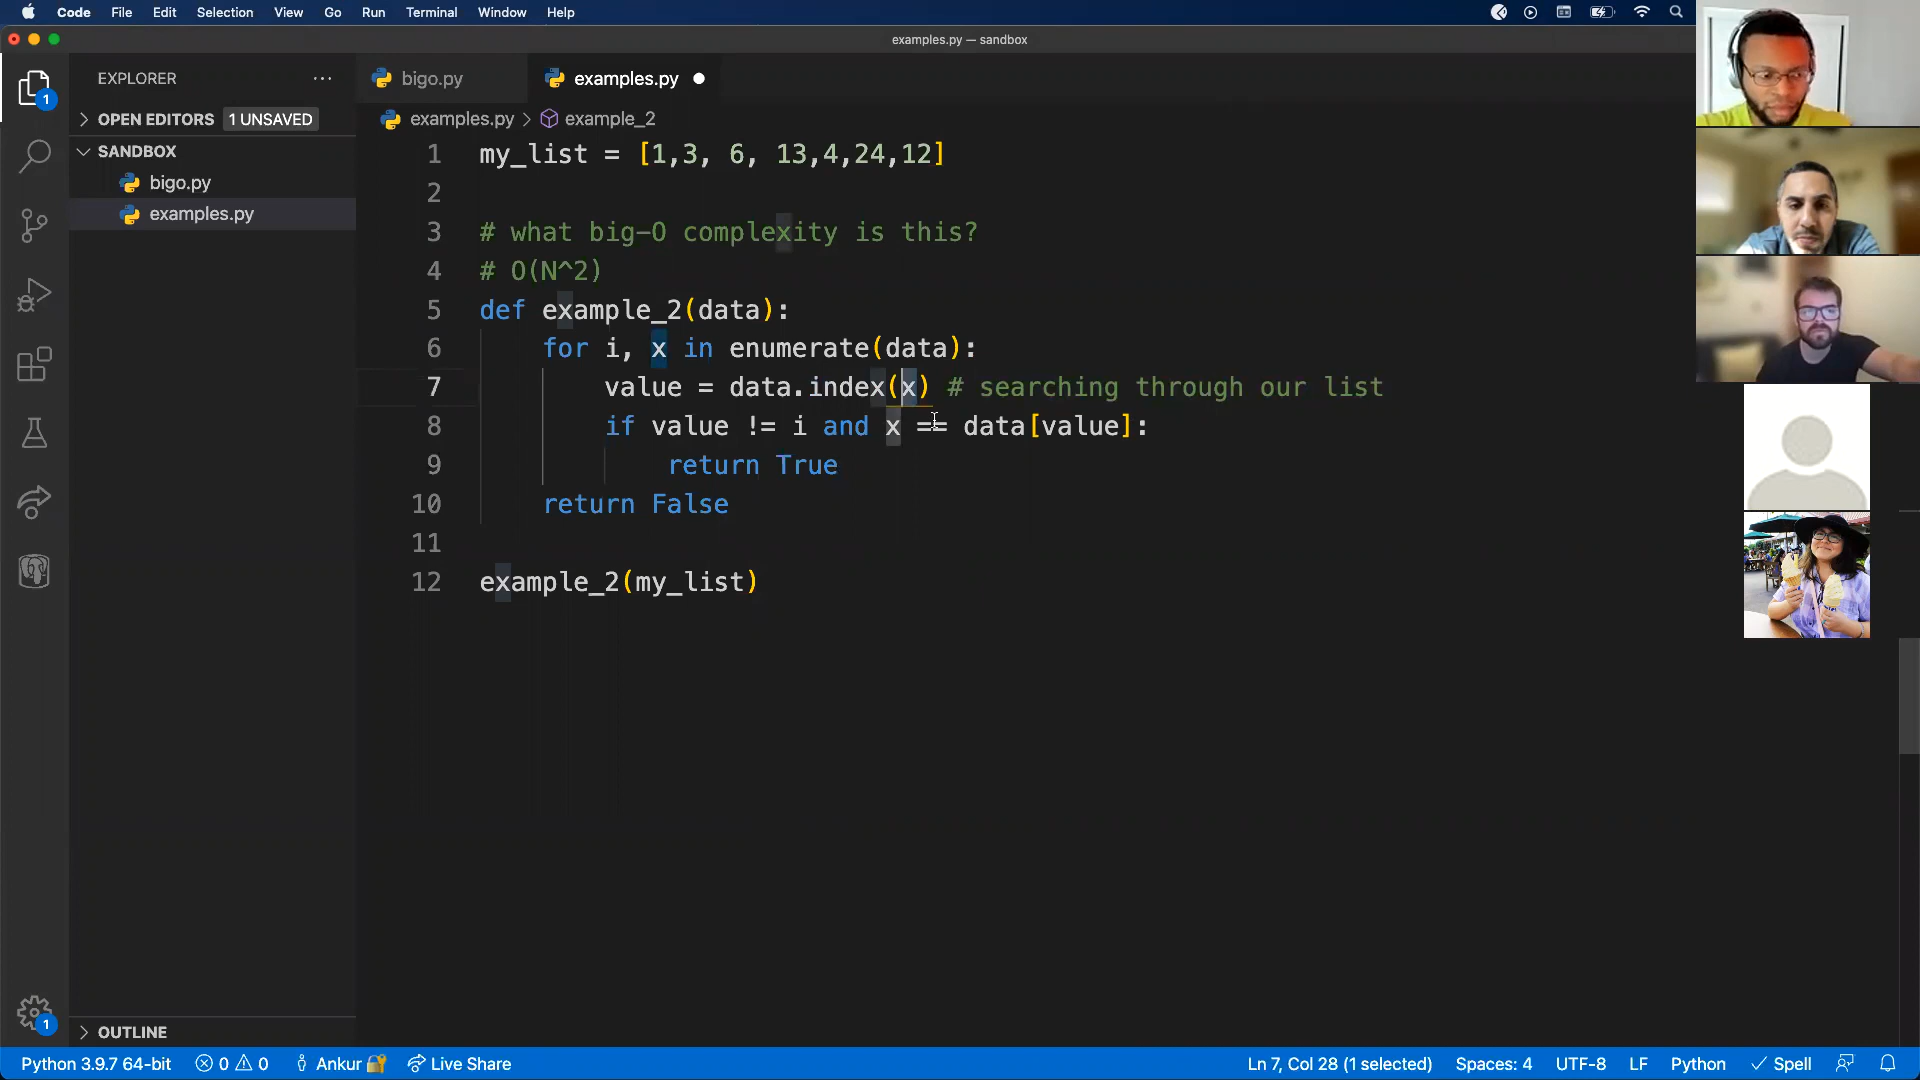 Code File Edit Selection View Go Run Terminal Window Help
examples.py — sandbox
EXPLORER ···
bigo.py
examples.py
OPEN EDITORS 1 UNSAVED
SANDBOX
bigo.py
examples.py
examples.py > example_2
1 my_list = [1,3, 6, 13,4,24,12]
2
3 # what big-O complexity is this?
4 # O(N^2)
5 def example_2(data):
6 for i, x in enumerate(data):
7 value = data.index(x) # searching through our list
8 if value != i and x == data[value]:
9 return True
10 return False
11
12 example_2(my_list)
1
1
OUTLINE
Python 3.9.7 64-bit 0 0 Ankur Live Share Ln 7, Col 28 (1 selected) Spaces: 4 UTF-8 LF Python Spell